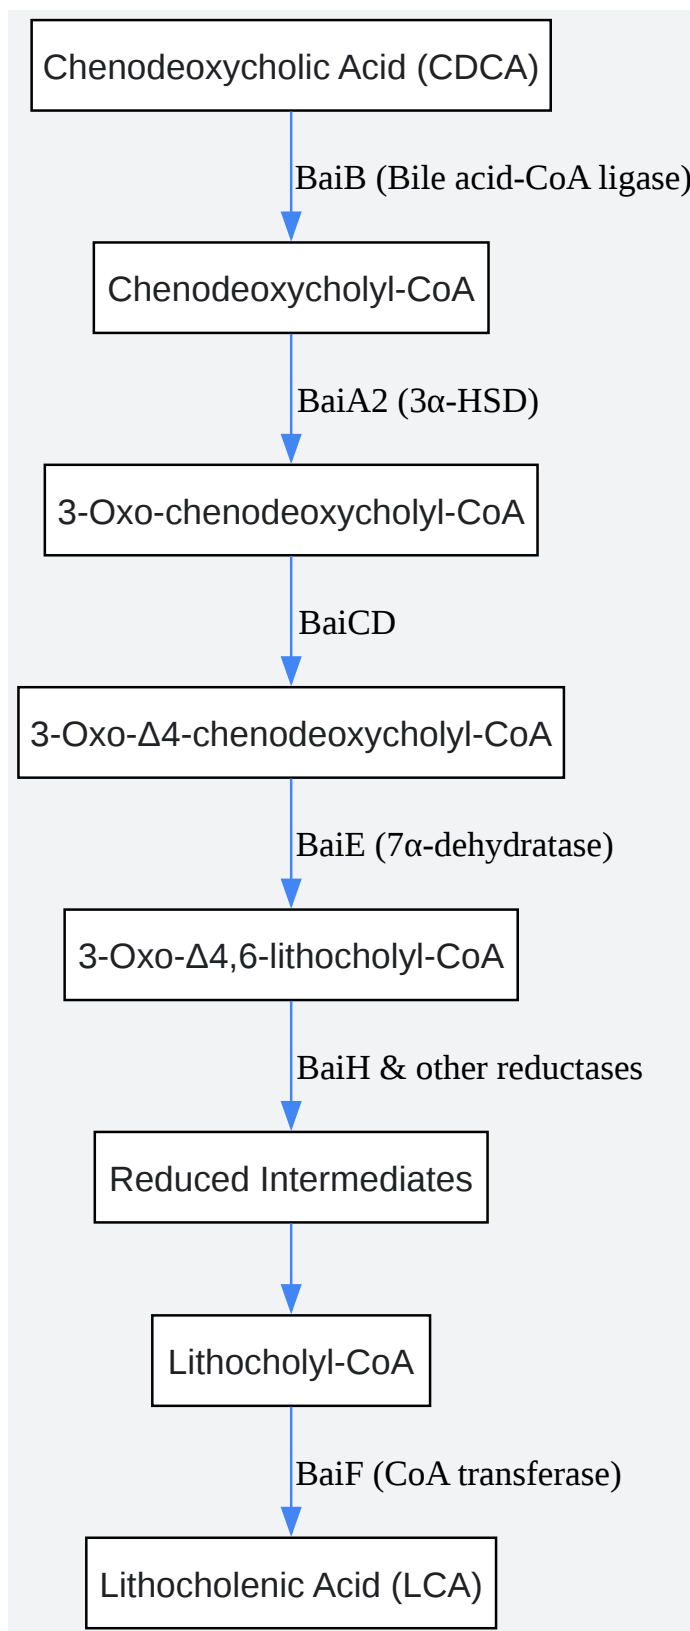 Chenodeoxycholic Acid (CDCA)
BaiB (Bile acid-CoA ligase)
Chenodeoxycholyl-CoA
BaiA2 (3α-HSD)
3-Oxo-chenodeoxycholyl-CoA
BaiCD
3-Oxo-Δ4-chenodeoxycholyl-CoA
BaiE (7α-dehydratase)
3-Oxo-Δ4,6-lithocholyl-CoA
BaiH & other reductases
Reduced Intermediates
Lithocholyl-CoA
BaiF (CoA transferase)
Lithocholenic Acid (LCA)